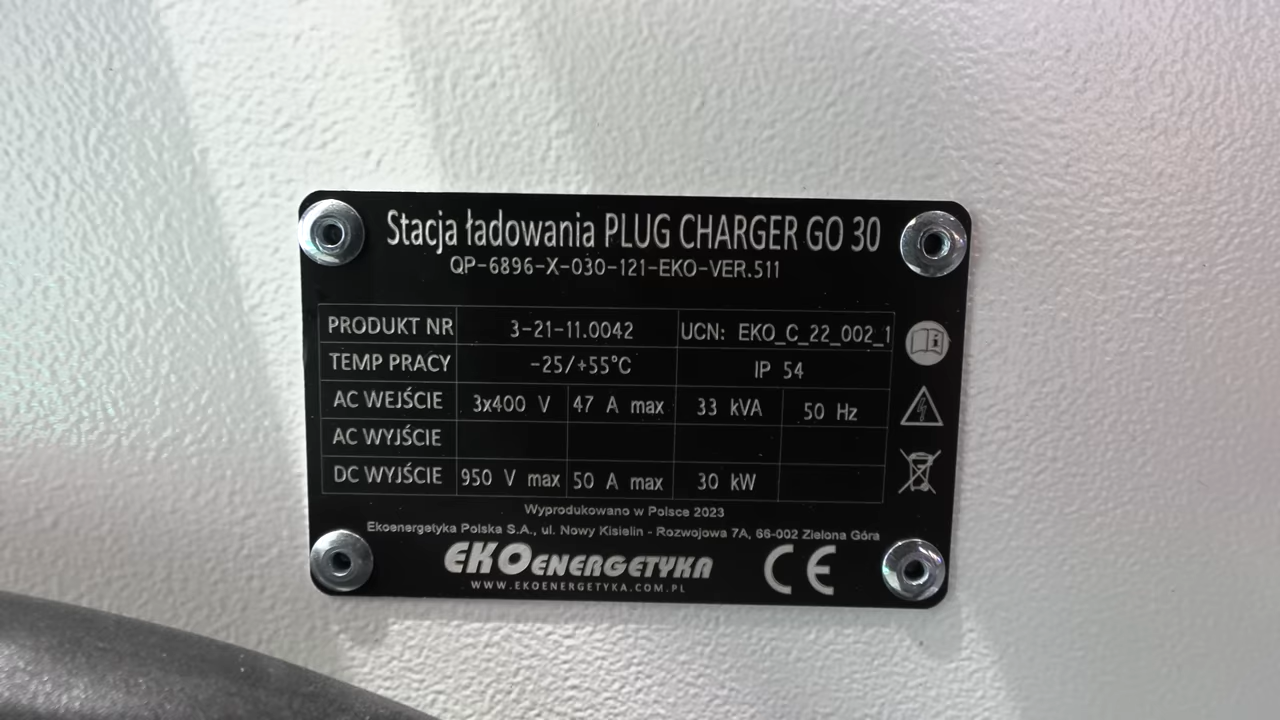 Stacja ładowania PLUG CHARGER GO 30
QP-6896-X-030-121-EKO-VER.511
PRODUKT NR 3-21-11.0042 UCN: EKO_C_22_002_1
TEMP PRACY -25/+55°C IP 54
AC WEJŚCIE 3x400 V 47 A max 33 kVA 50 Hz
AC WYJŚCIE
DC WYJŚCIE 950 V max 50 A max 30 kW
Wyprodukowano w Polsce 2023
Ekoenergetyka Polska S.A., ul. Nowy Kisielin - Rozwojowa 7A, 66-002 Zielona Góra
EKOENERGETYKA CE
WWW.EKOENERGETYKA.COM.PL